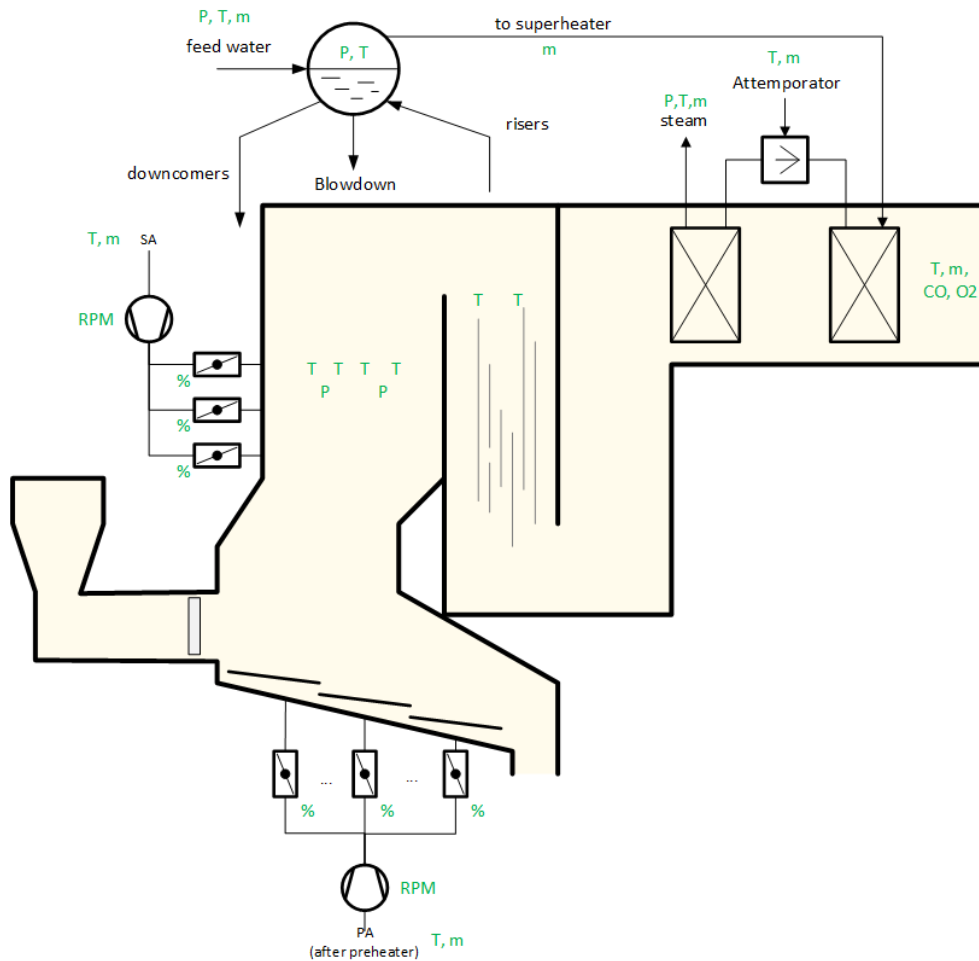 P, T, m
feed water
P, T
to superheater
m
T, m
Attemporator
P,T,m
steam
risers
downcomers
Blowdown
T, m
SA
RPM
T, m,
CO, O2
T T
T T T T
P P
%
%
%
... ...
% % %
RPM
PA
(after preheater)
T, m